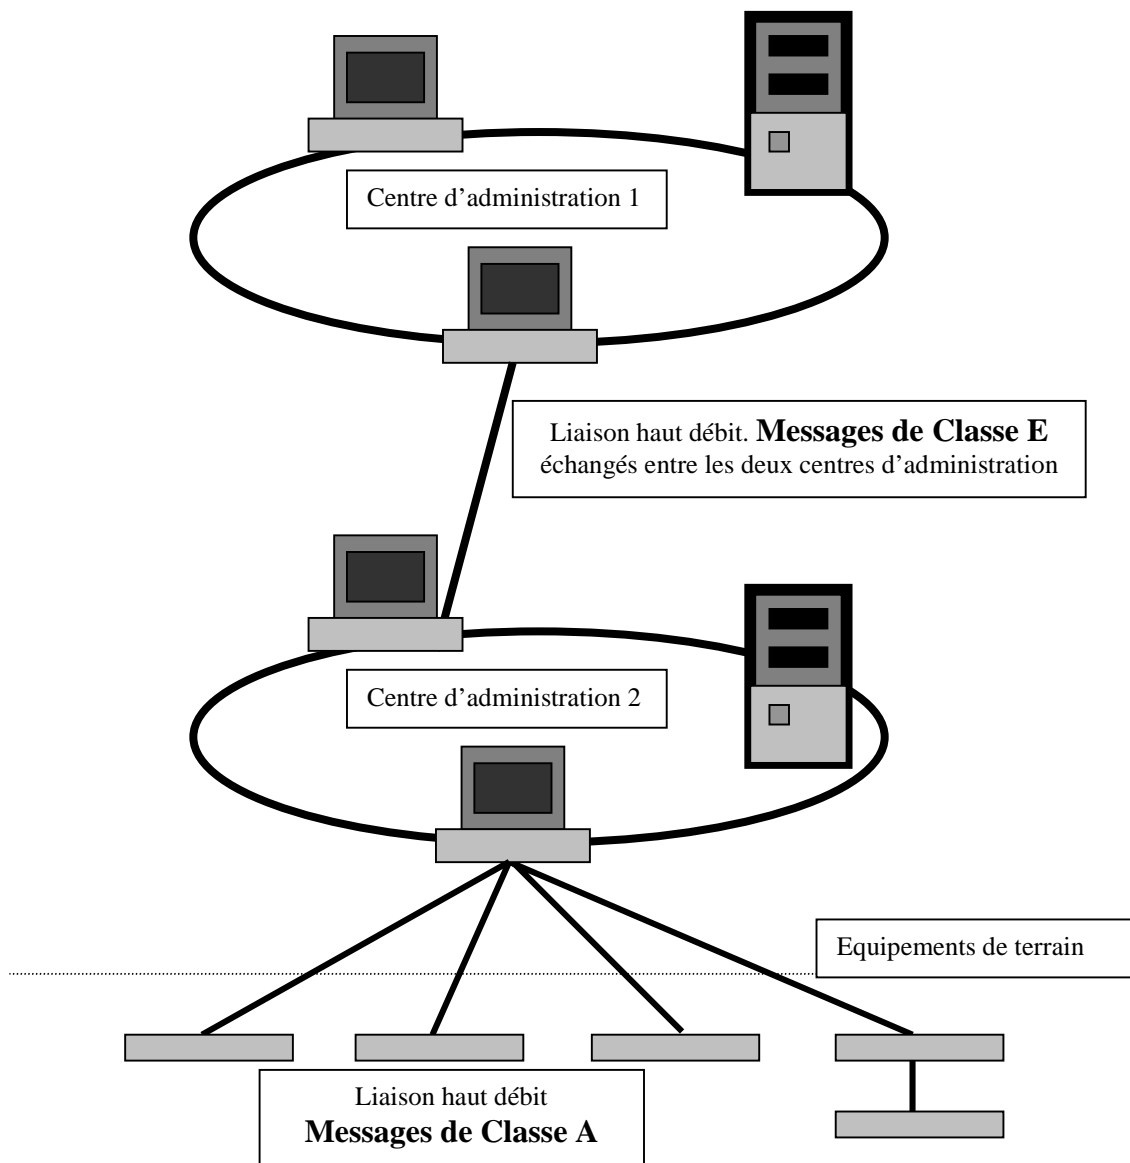 Centre d’administration 1
Liaison haut débit. Messages de Classe E
échangés entre les deux centres d’administration
Centre d’administration 2
Equipements de terrain
Liaison haut débit
Messages de Classe A